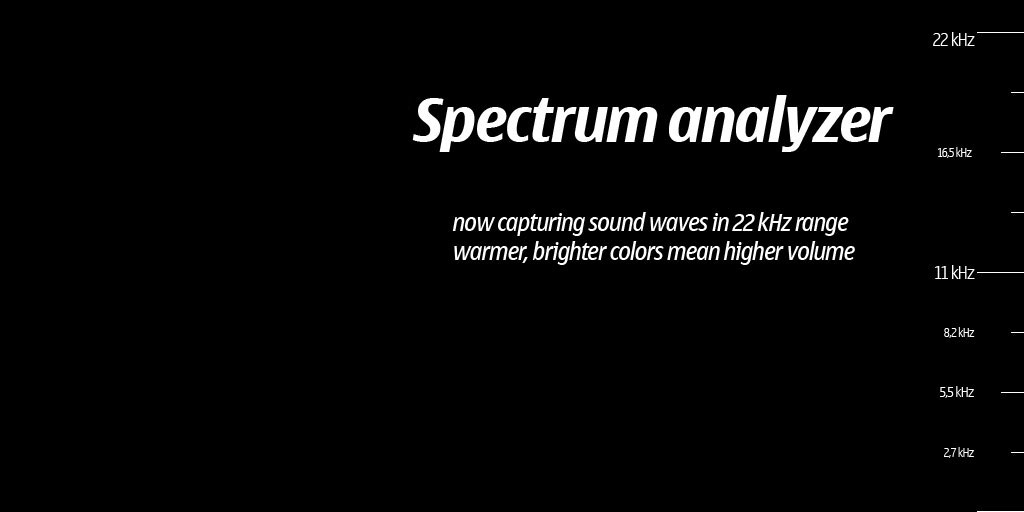 22 kHz
Spectrum analyzer
16,5 kHz
now capturing sound waves in 22 kHz range
warmer, brighter colors mean higher volume
11 kHz
8,2 kHz
5,5 kHz
2,7 kHz